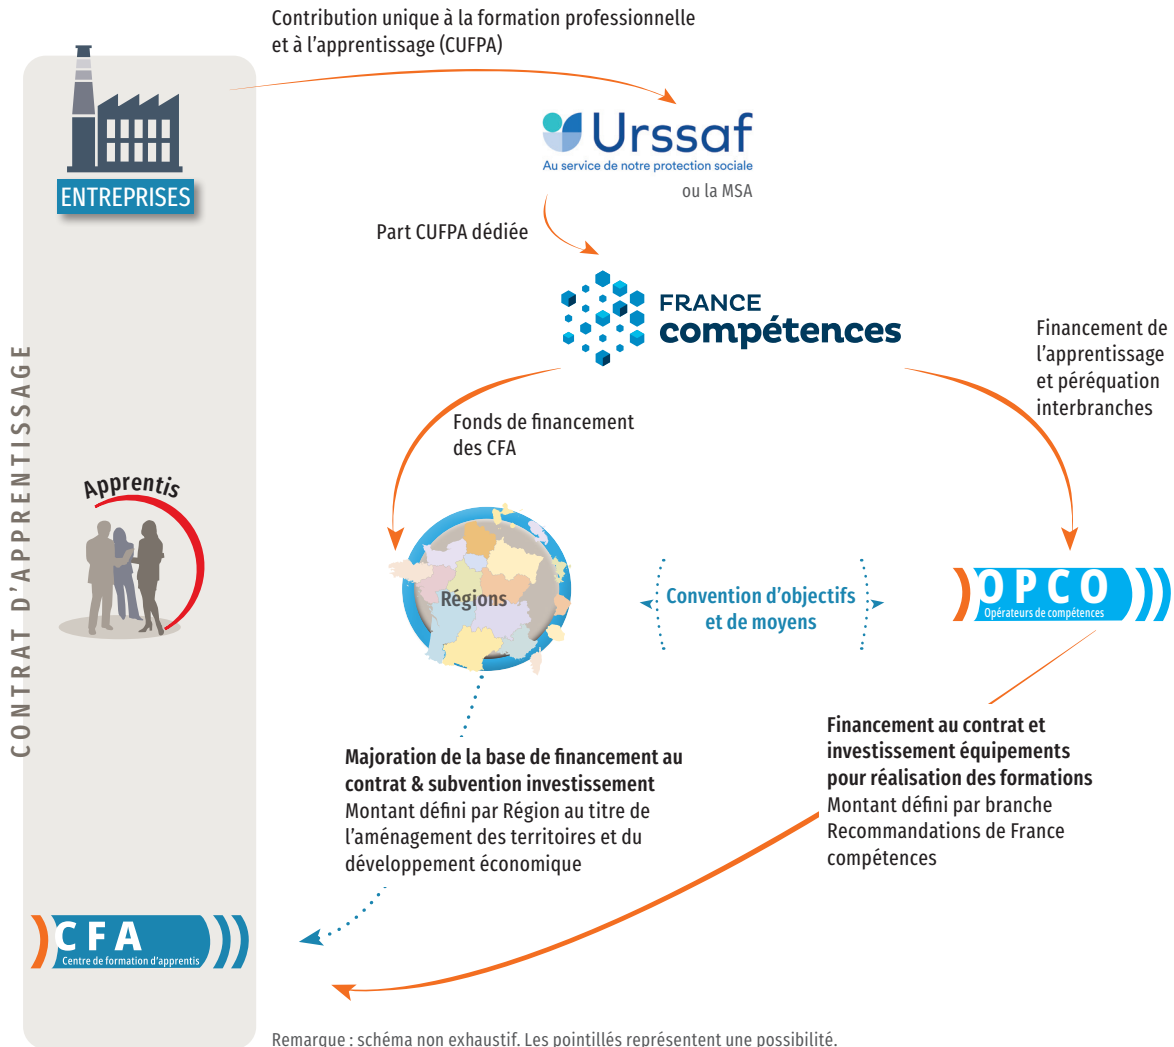 Contribution unique à la formation professionnelle
et à l'apprentissage (CUFPA)
ENTREPRISES
Urssaf
Au service de notre protection sociale
ou la MSA
Part CUFPA dédiée
FRANCE
compétences
Financement de
l'apprentissage
et péréquation
interbranches
Fonds de financement
des CFA
CONTRAT D'APPRENTISSAGE
Apprentis
Régions
Convention d'objectifs
et de moyens
OPCO
Opérateurs de compétences
Majoration de la base de financement au
contrat & subvention investissement
Montant défini par Région au titre de
l'aménagement des territoires et du
développement économique
Financement au contrat et
investissement équipements
pour réalisation des formations
Montant défini par branche
Recommandations de France
compétences
CFA
Centre de formation d'apprentis
Remarque : schéma non exhaustif. Les pointillés représentent une possibilité.